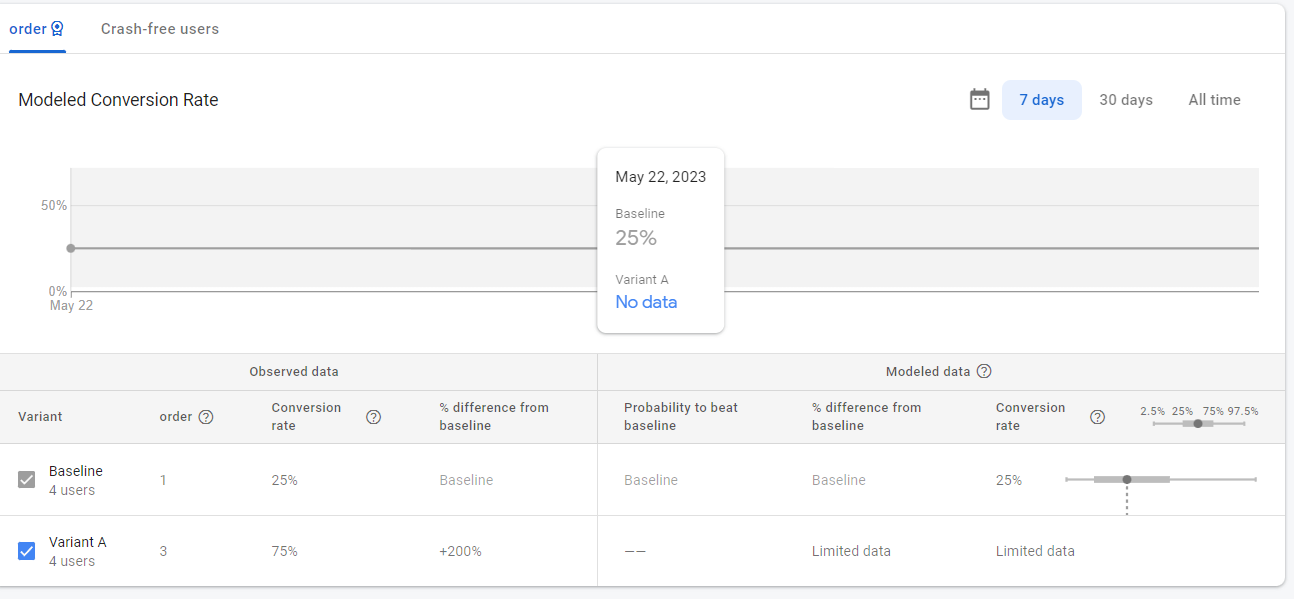 order Crash-free users
Modeled Conversion Rate
7 days 30 days All time
May 22, 2023
50%
Baseline
25%
Variant A
0%
No data
May 22
Observed data Modeled data
Variant order Conversion rate % difference from baseline Probability to beat baseline % difference from baseline Conversion rate 2.5% 25% 75% 97.5%
Baseline
4 users
1 25% Baseline Baseline Baseline 25%
Variant A
4 users
3 75% +200% –– Limited data Limited data